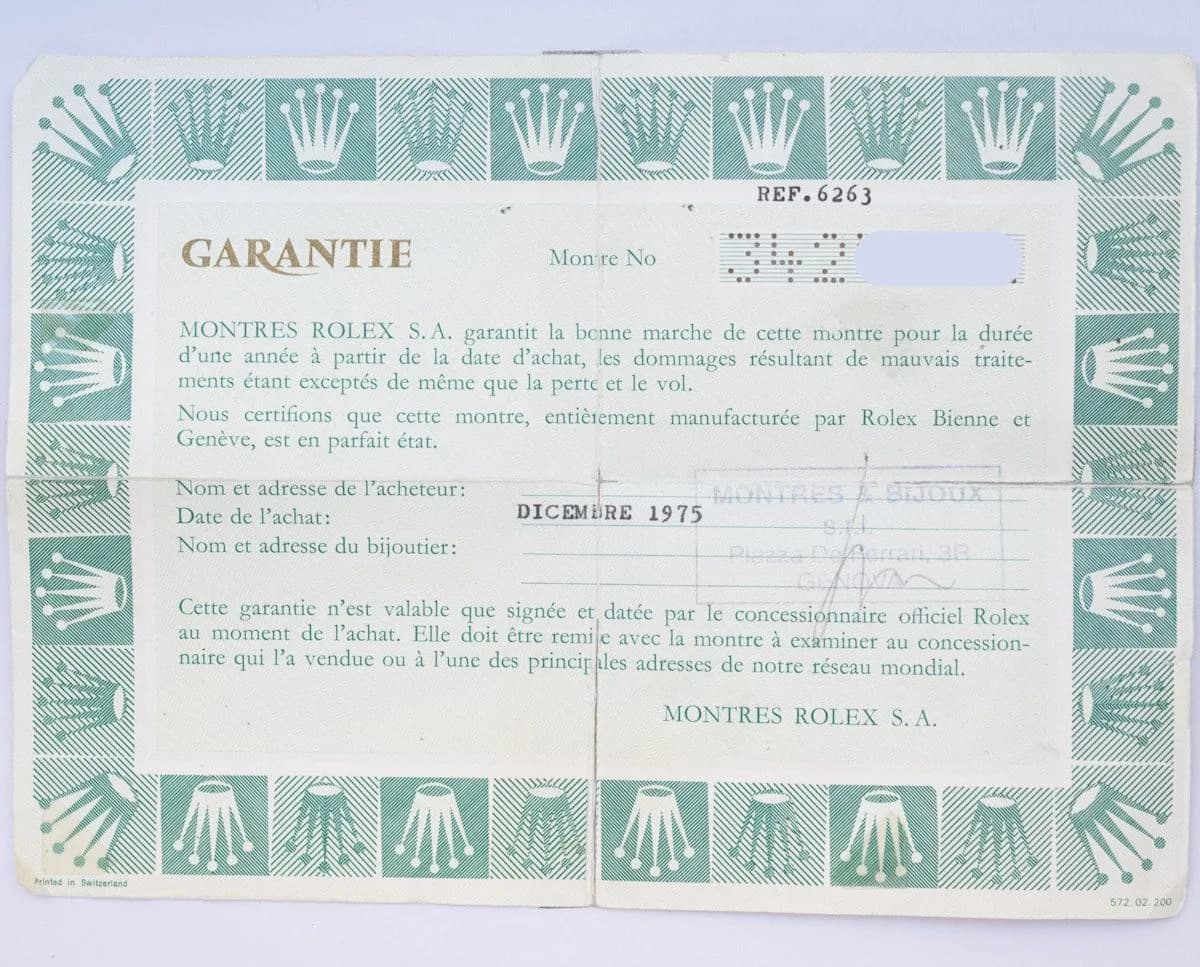 REF.6263
GARANTIE
Montre No 342
MONTRES ROLEX S.A. garantit la bonne marche de cette montre pour la durée
d'une année à partir de la date d'achat, les dommages résultant de mauvais traite-
ments étant exceptés de même que la perte et le vol.
Nous certifions que cette montre, entièrement manufacturée par Rolex Bienne et
Genève, est en parfait état.
Nom et adresse de l'acheteur:
Date de l'achat: DICEMBRE 1975
Nom et adresse du bijoutier:
MONTRES & BIJOUX
S.r.l.
Piazza De Ferrari, 3R
GENOVA
Cette garantie n'est valable que signée et datée par le concessionnaire officiel Rolex
au moment de l'achat. Elle doit être remise avec la montre à examiner au concession-
naire qui l'a vendue ou à l'une des principales adresses de notre réseau mondial.
MONTRES ROLEX S.A.
Printed in Switzerland
572.02.200